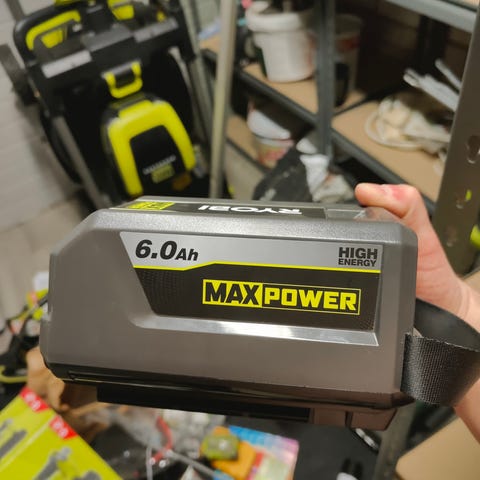 RYOBI
6.0Ah
HIGH
ENERGY
MAXPOWER